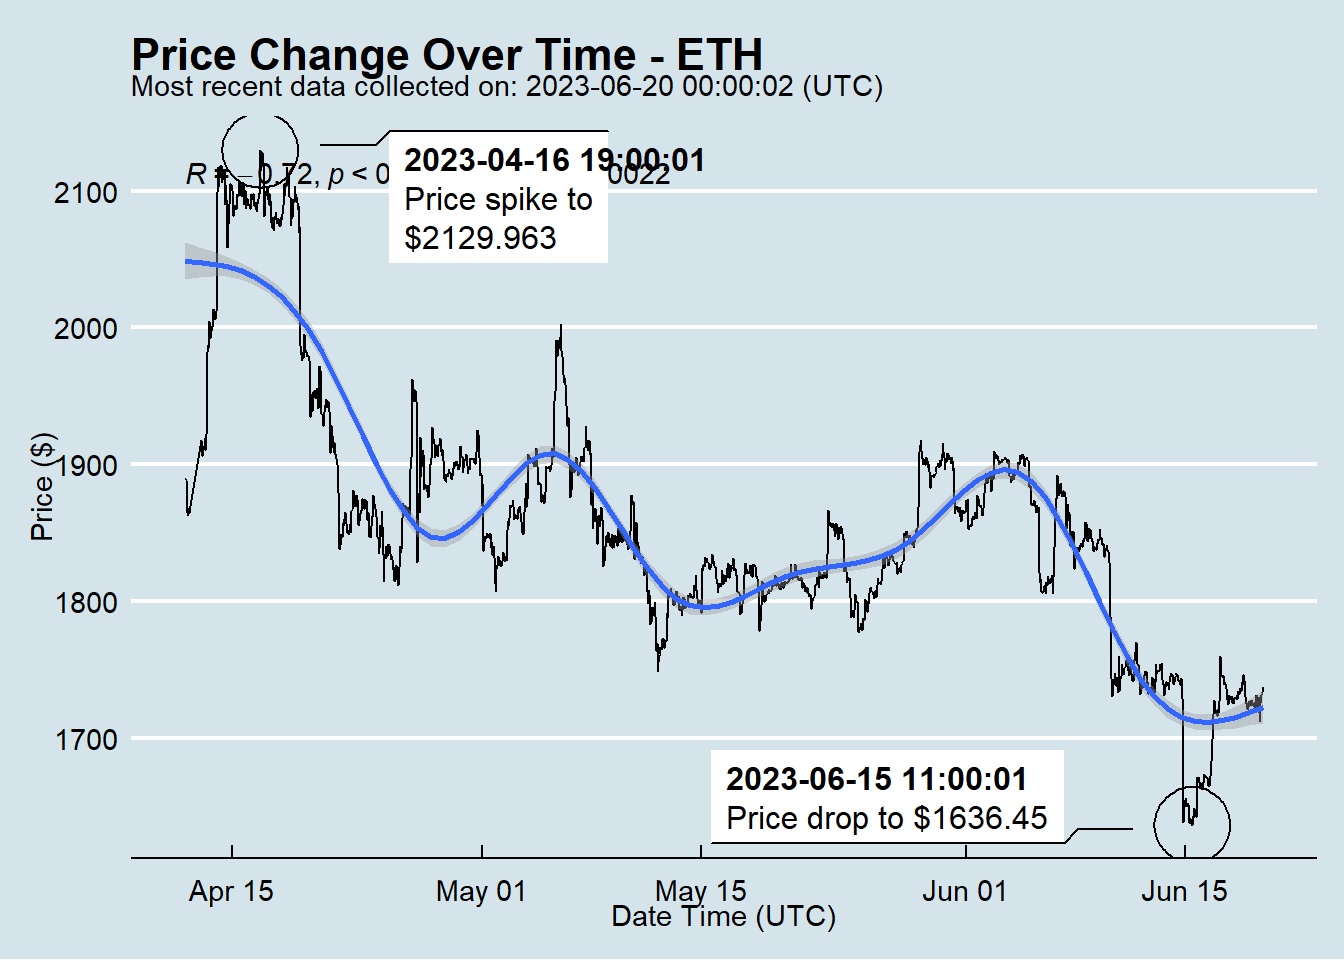 Price Change Over Time - ETH
Most recent data collected on: 2023-06-20 00:00:02 (UTC)
2023-04-16 19:00:01
Price spike to
$2129.963
R = −0.72, p < 0 0022
2100
2000
1900
1800
1700
Price ($)
2023-06-15 11:00:01
Price drop to $1636.45
Apr 15 May 01 May 15 Jun 01 Jun 15
Date Time (UTC)